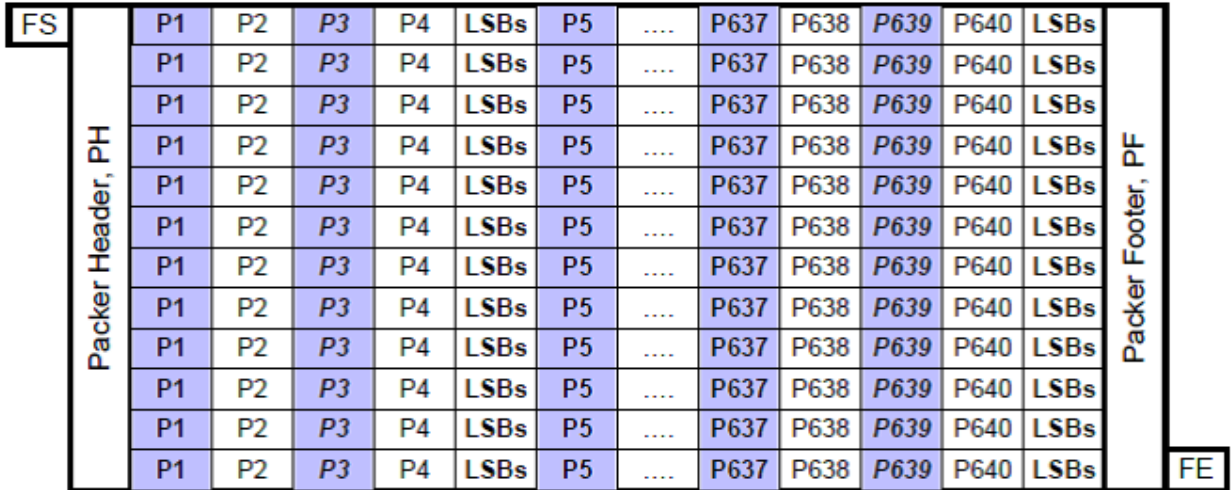 FS P1 P2 P3 P4 LSBs P5 .... P637 P638 P639 P640 LSBs
P1 P2 P3 P4 LSBs P5 .... P637 P638 P639 P640 LSBs
P1 P2 P3 P4 LSBs P5 .... P637 P638 P639 P640 LSBs
P1 P2 P3 P4 LSBs P5 .... P637 P638 P639 P640 LSBs
P1 P2 P3 P4 LSBs P5 .... P637 P638 P639 P640 LSBs
P1 P2 P3 P4 LSBs P5 .... P637 P638 P639 P640 LSBs
P1 P2 P3 P4 LSBs P5 .... P637 P638 P639 P640 LSBs
P1 P2 P3 P4 LSBs P5 .... P637 P638 P639 P640 LSBs
P1 P2 P3 P4 LSBs P5 .... P637 P638 P639 P640 LSBs
P1 P2 P3 P4 LSBs P5 .... P637 P638 P639 P640 LSBs
P1 P2 P3 P4 LSBs P5 .... P637 P638 P639 P640 LSBs
P1 P2 P3 P4 LSBs P5 .... P637 P638 P639 P640 LSBs FE
Packer Header, PH
Packer Footer, PF